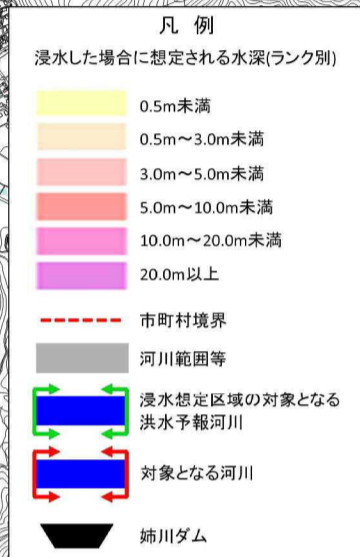 凡 例
浸水した場合に想定される水深(ランク別)
0.5m未満
0.5m～3.0m未満
3.0m～5.0m未満
5.0m～10.0m未満
10.0m～20.0m未満
20.0m以上
市町村境界
河川範囲等
浸水想定区域の対象となる
洪水予報河川
対象となる河川
姉川ダム